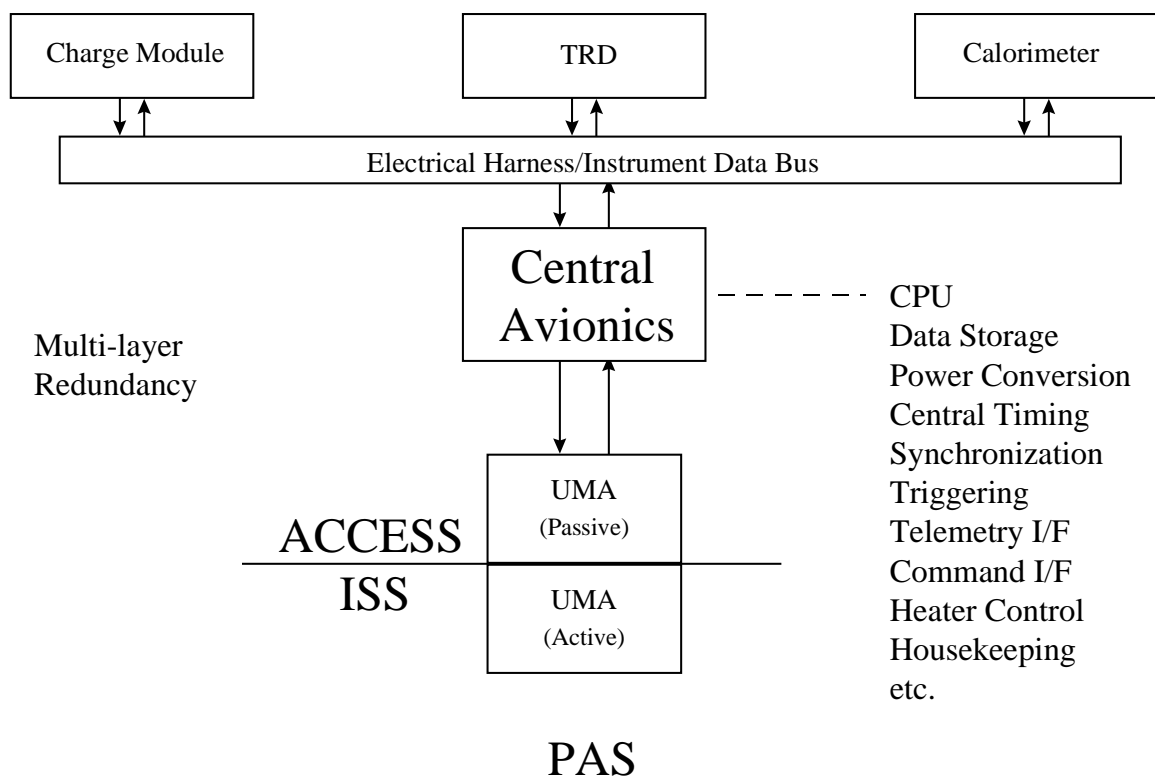 Charge Module
TRD
Calorimeter
Electrical Harness/Instrument Data Bus
Central
Avionics
Multi-layer
Redundancy
CPU
Data Storage
Power Conversion
Central Timing
Synchronization
Triggering
Telemetry I/F
Command I/F
Heater Control
Housekeeping
etc.
UMA
(Passive)
ACCESS
ISS
UMA
(Active)
PAS